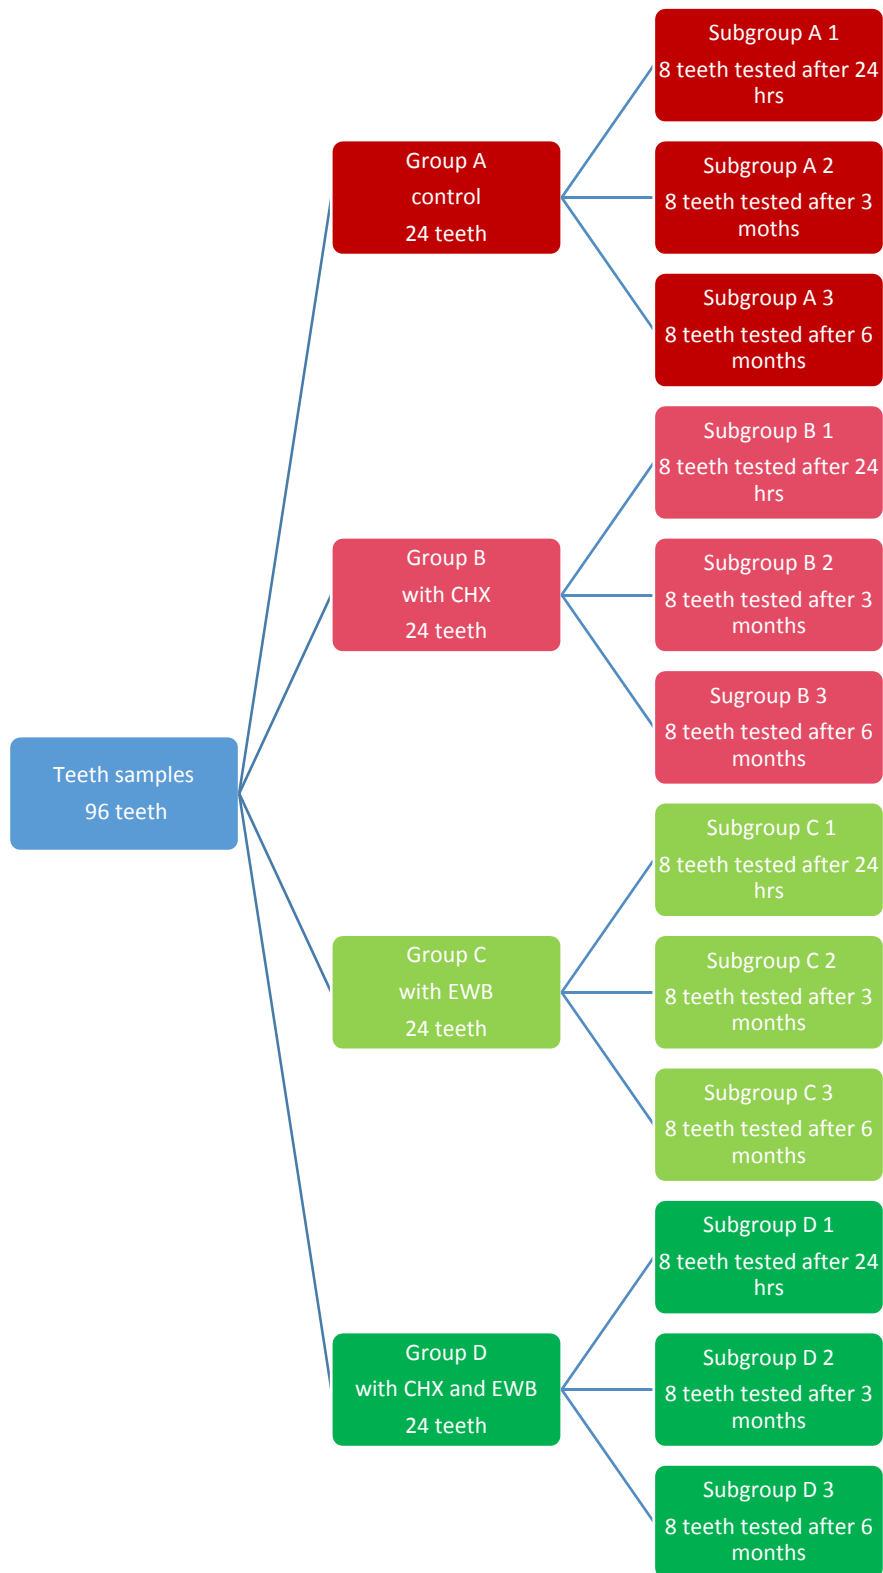 Teeth samples
96 teeth
Group A
control
24 teeth
Subgroup A 1
8 teeth tested after 24
hrs
Subgroup A 2
8 teeth tested after 3
moths
Subgroup A 3
8 teeth tested after 6
months
Group B
with CHX
24 teeth
Subgroup B 1
8 teeth tested after 24
hrs
Subgroup B 2
8 teeth tested after 3
months
Sugroup B 3
8 teeth tested after 6
months
Group C
with EWB
24 teeth
Subgroup C 1
8 teeth tested after 24
hrs
Subgroup C 2
8 teeth tested after 3
months
Subgroup C 3
8 teeth tested after 6
months
Group D
with CHX and EWB
24 teeth
Subgroup D 1
8 teeth tested after 24
hrs
Subgroup D 2
8 teeth tested after 3
months
Subgroup D 3
8 teeth tested after 6
months